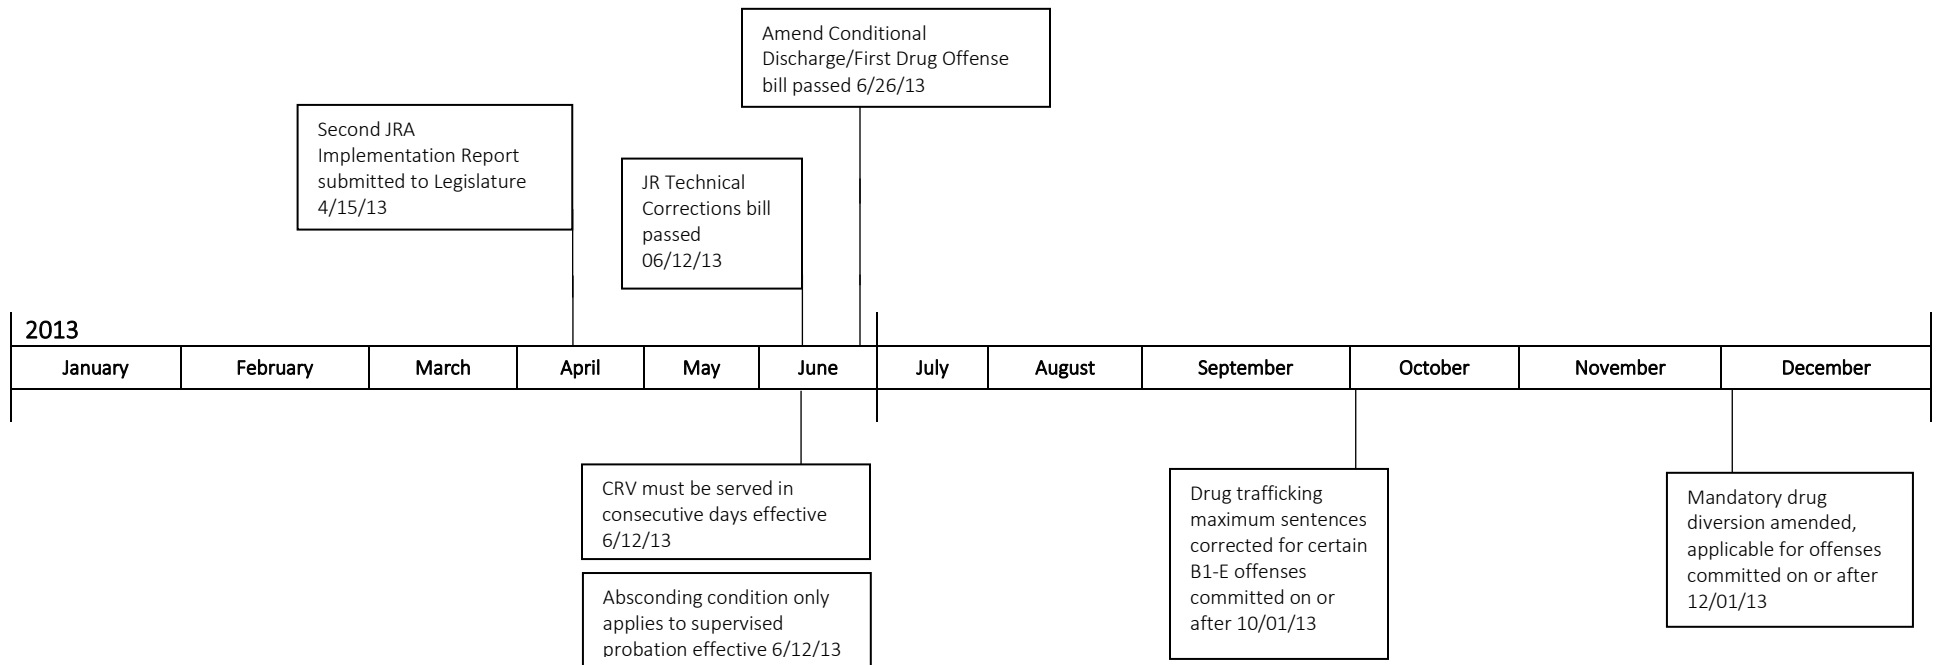 Amend Conditional
Discharge/First Drug Offense
bill passed 6/26/13
Second JRA
Implementation Report
submitted to Legislature
4/15/13
JR Technical
Corrections bill
passed
06/12/13
2013
January February March April May June July August September October November December
CRV must be served in
consecutive days effective
6/12/13
Absconding condition only
applies to supervised
probation effective 6/12/13
Drug trafficking
maximum sentences
corrected for certain
B1-E offenses
committed on or
after 10/01/13
Mandatory drug
diversion amended,
applicable for offenses
committed on or after
12/01/13